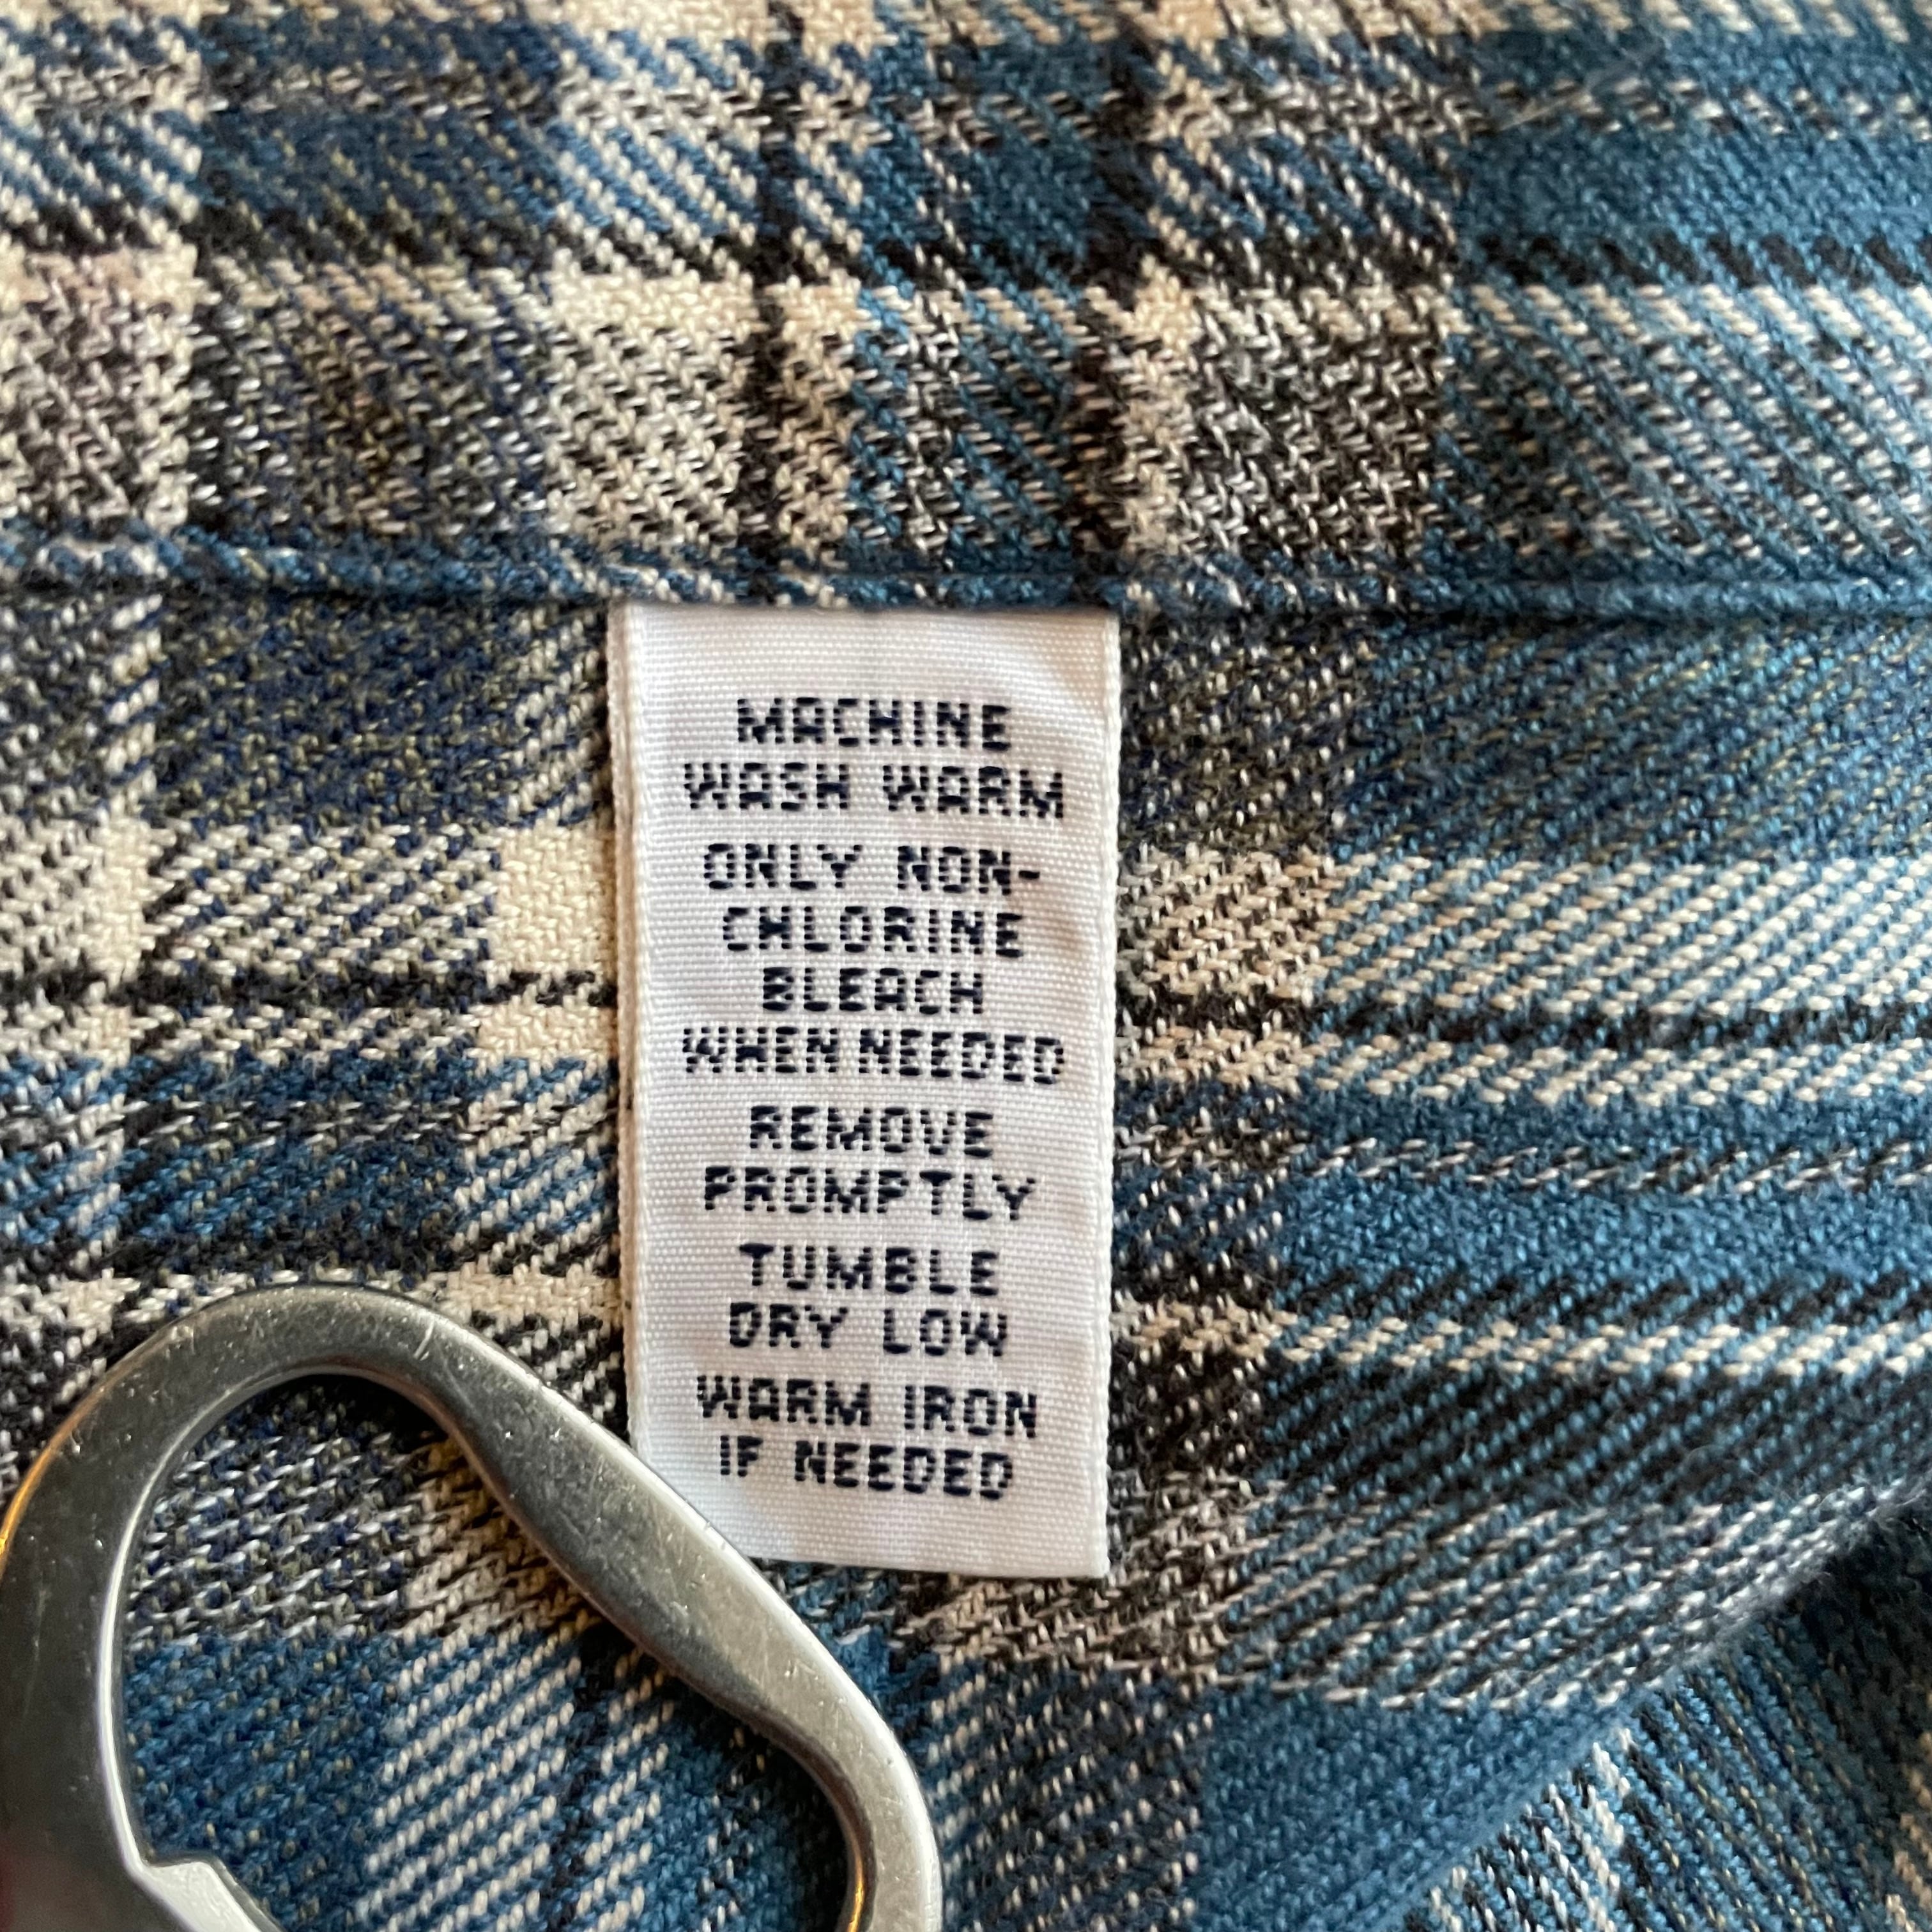 MACHINE
WASH WARM
ONLY NON-
CHLORINE
BLEACH
WHEN NEEDED
REMOVE
PROMPTLY
TUMBLE
DRY LOW
WARM IRON
IF NEEDED